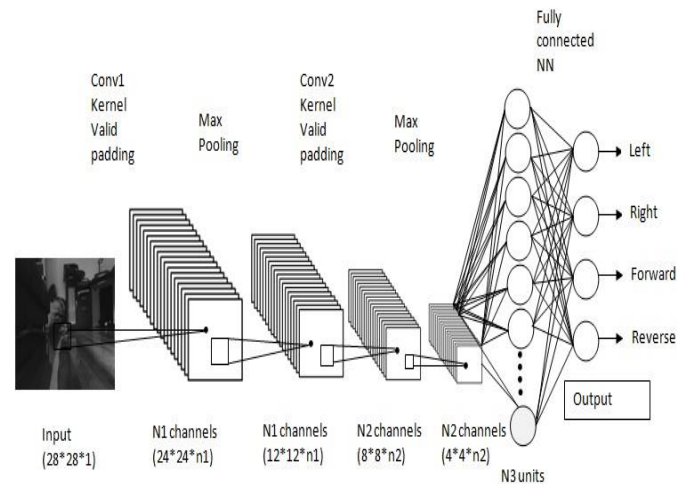 Fully
connected
NN
Conv1
Kernel
Valid
padding
Max
Pooling
Conv2
Kernel
Valid
padding
Max
Pooling
Left
Right
Forward
Reverse
Output
Input
(28*28*1)
N1 channels
(24*24*n1)
N1 channels
(12*12*n1)
N2 channels
(8*8*n2)
N2 channels
(4*4*n2)
N3 units